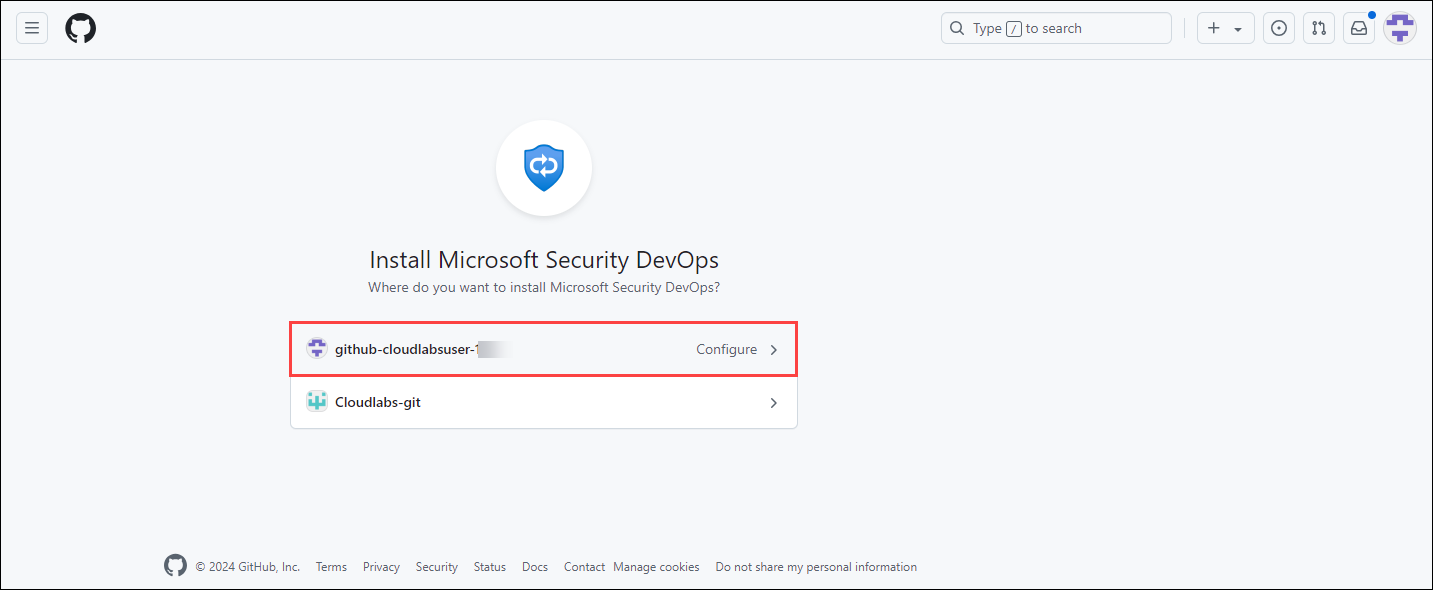 Type / to search
Install Microsoft Security DevOps
Where do you want to install Microsoft Security DevOps?
github-cloudlabsuser- Configure
Cloudlabs-git
© 2024 GitHub, Inc. Terms Privacy Security Status Docs Contact Manage cookies Do not share my personal information